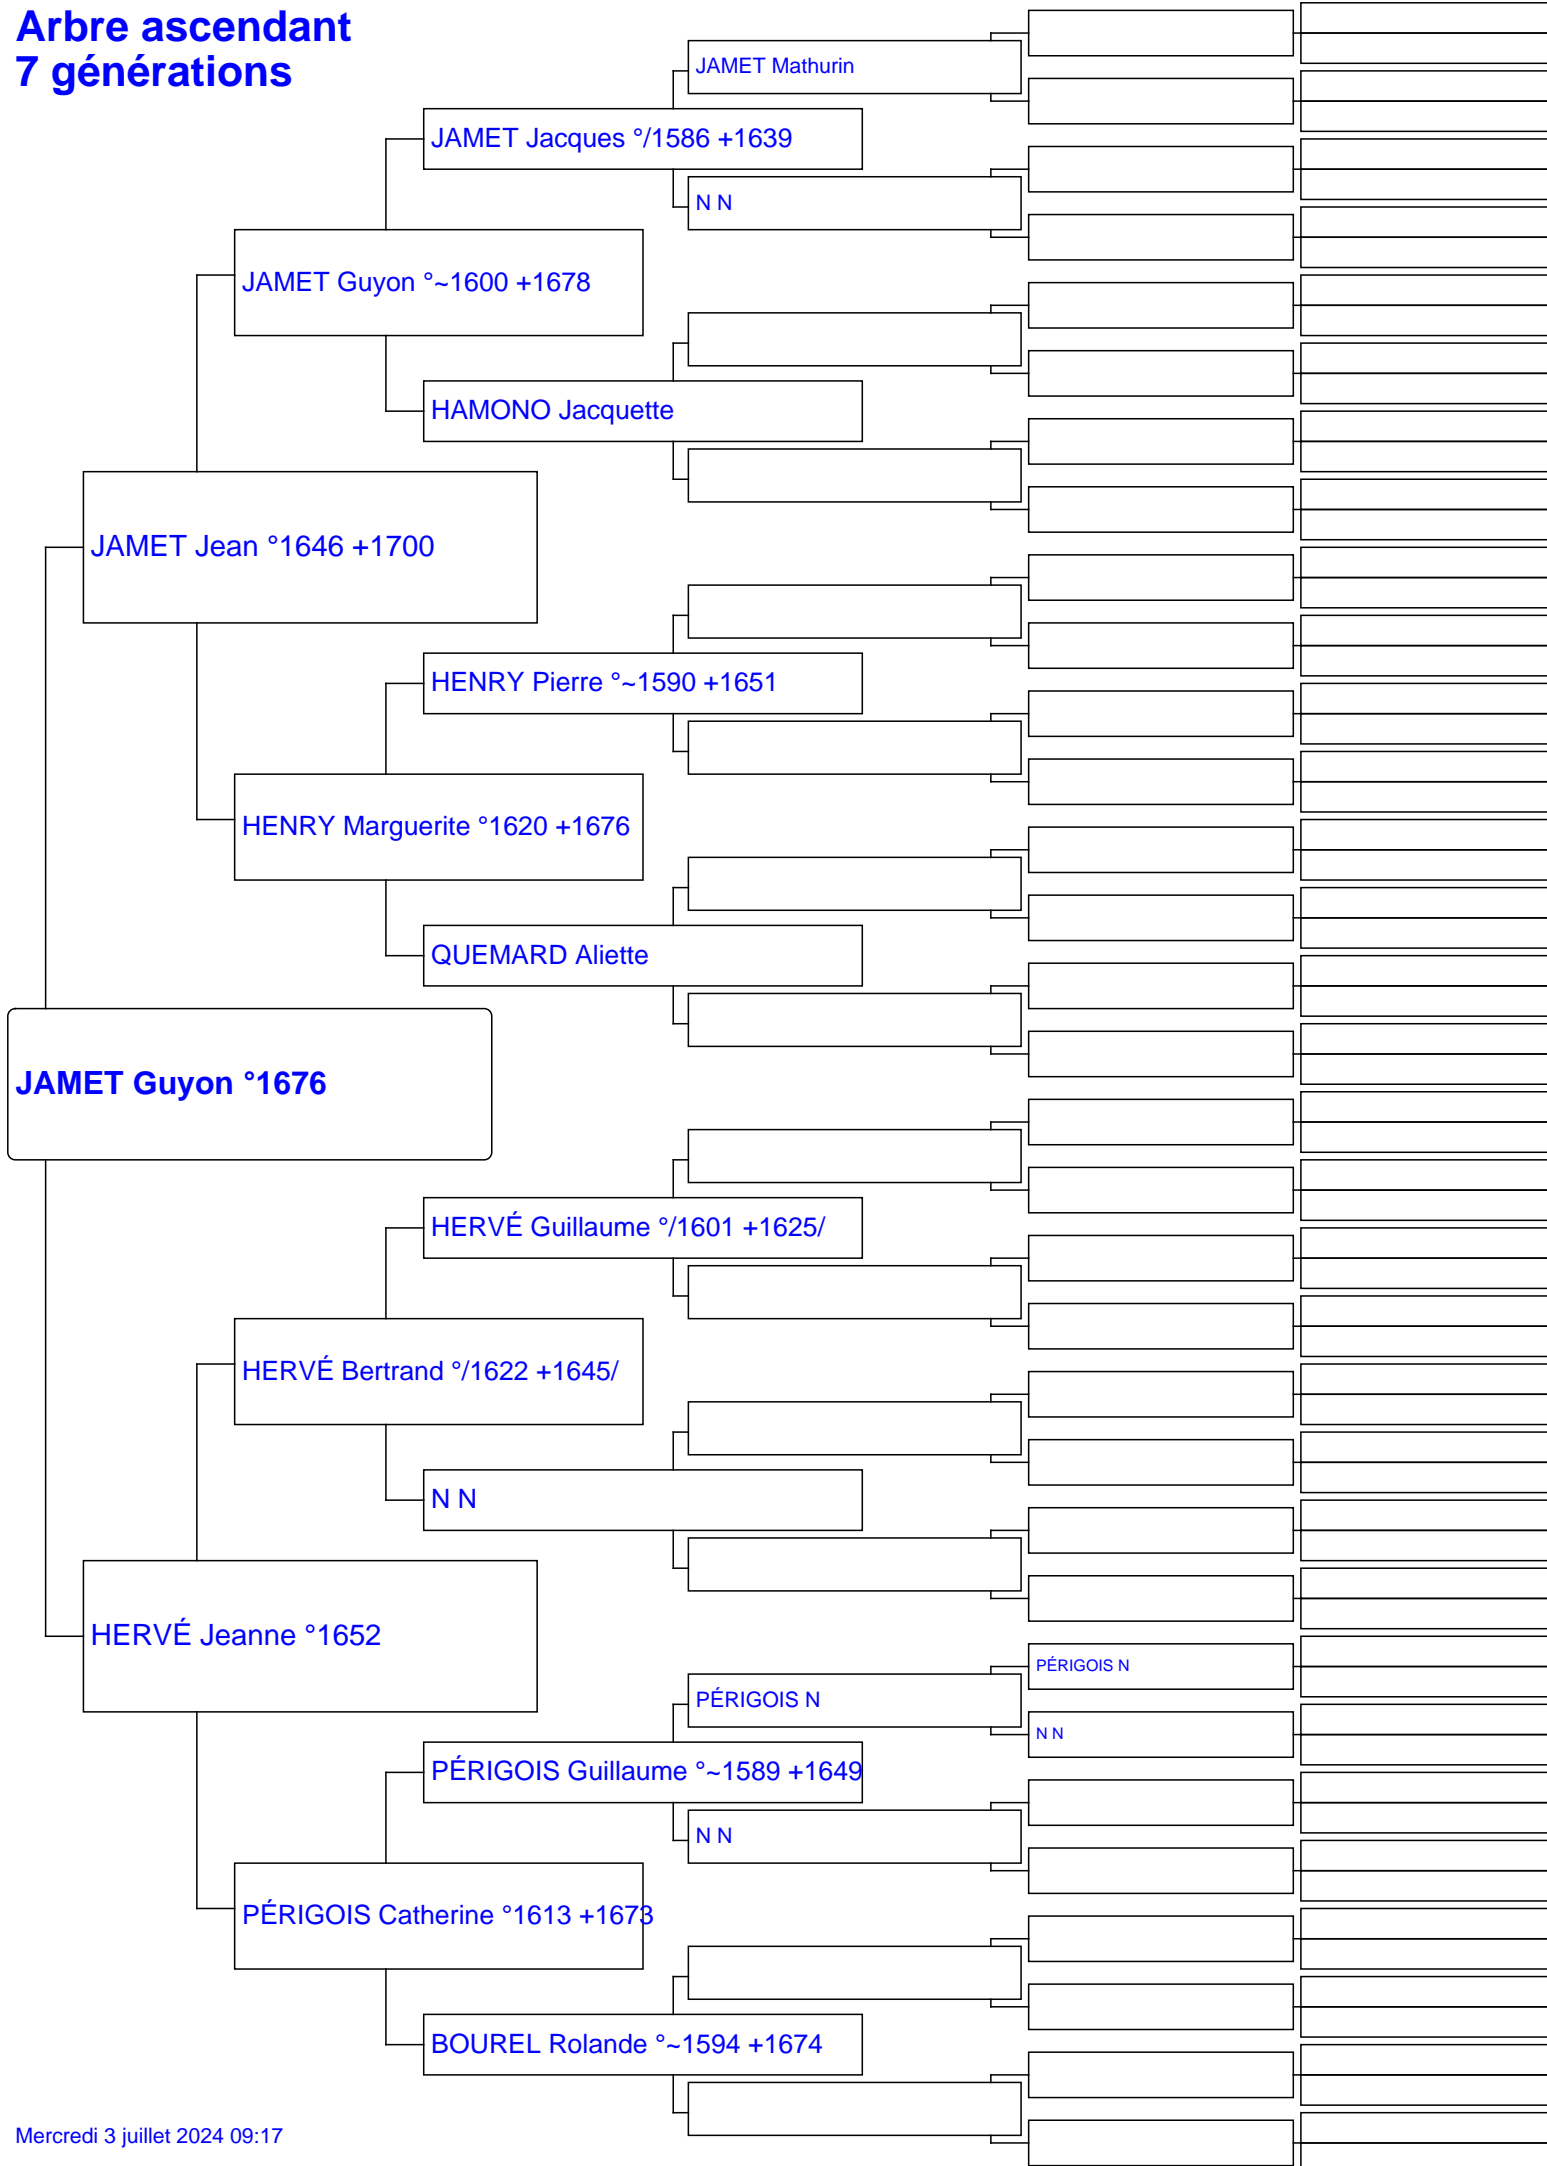 Arbre ascendant
7 générations
JAMET Mathurin
JAMET Jacques °/1586 +1639
N N
JAMET Guyon °~1600 +1678
HAMONO Jacquette
JAMET Jean °1646 +1700
HENRY Pierre °~1590 +1651
HENRY Marguerite °1620 +1676
QUEMARD Aliette
JAMET Guyon °1676
HERVÉ Guillaume °/1601 +1625/
HERVÉ Bertrand °/1622 +1645/
N N
HERVÉ Jeanne °1652
PÉRIGOIS N
PÉRIGOIS N
N N
PÉRIGOIS Guillaume °~1589 +1649
N N
PÉRIGOIS Catherine °1613 +1673
BOUREL Rolande °~1594 +1674
Mercredi 3 juillet 2024 09:17